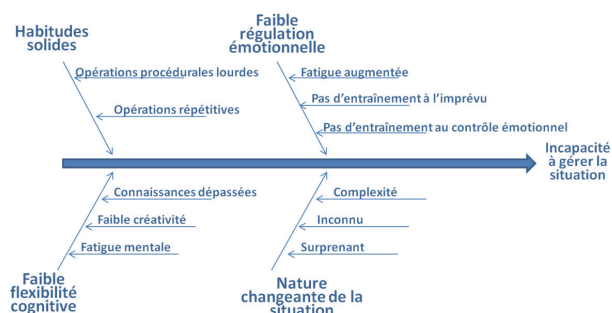 Habitudes
solides
Faible
régulation
émotionnelle
Opérations procédurales lourdes
Opérations répétitives
Fatigue augmentée
Pas d'entraînement à l'imprévu
Pas d'entraînement au contrôle émotionnel
Incapacité
à gérer la
situation
Connaissances dépassées
Faible créativité
Fatigue mentale
Complexité
Inconnu
Surprenant
Faible
flexibilité
cognitive
Nature
changeante de la
situation